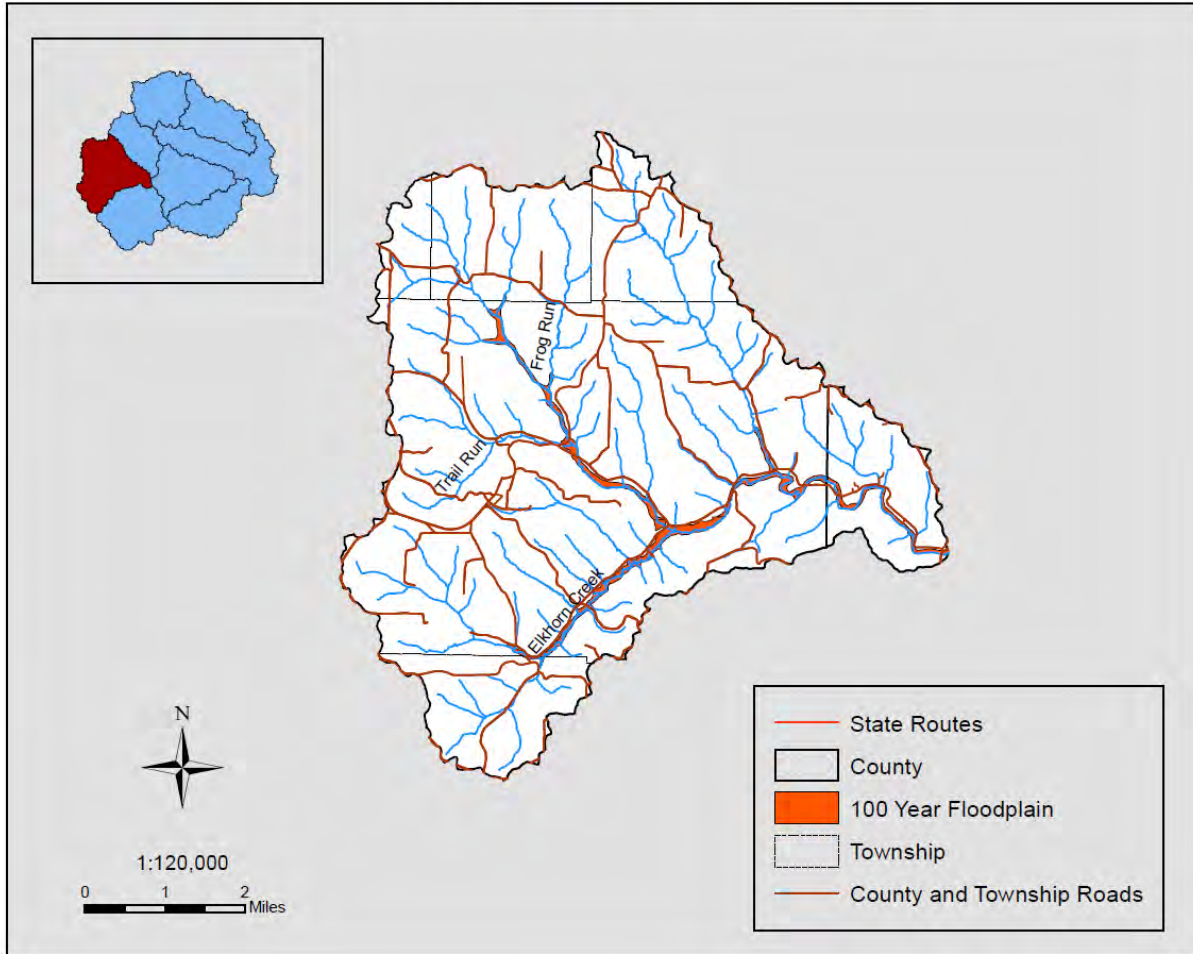 Frog Run
Trail Run
Elkhorn Creek
N
1:120,000
0 1 2
Miles
State Routes
County
100 Year Floodplain
Township
County and Township Roads